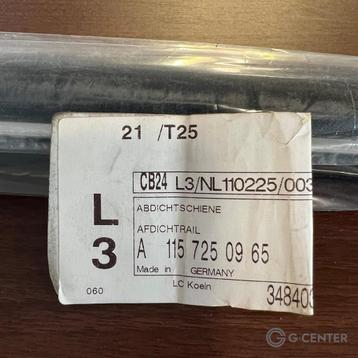 21 /T25
CB24 L3/NL110225/003
L
3
ABDICHTSCHIENE
AFDICHTRAIL
A 115 725 09 65
Made in GERMANY
LC Koeln
060
348403
G-CENTER